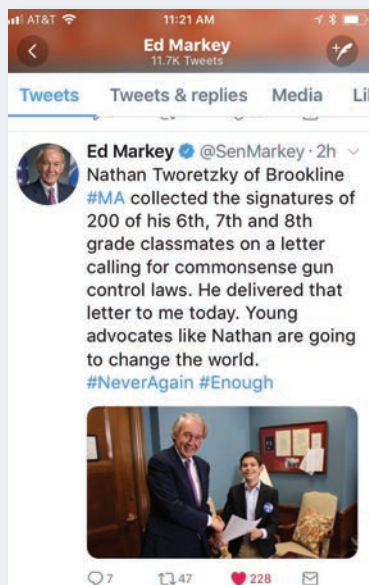 AT&T 11:21 AM
Ed Markey
11.7K Tweets
Tweets Tweets & replies Media Li
Ed Markey @SenMarkey · 2h
Nathan Tworetzky of Brookline
#MA collected the signatures of
200 of his 6th, 7th and 8th
grade classmates on a letter
calling for commonsense gun
control laws. He delivered that
letter to me today. Young
advocates like Nathan are going
to change the world.
#NeverAgain #Enough
7 47 228